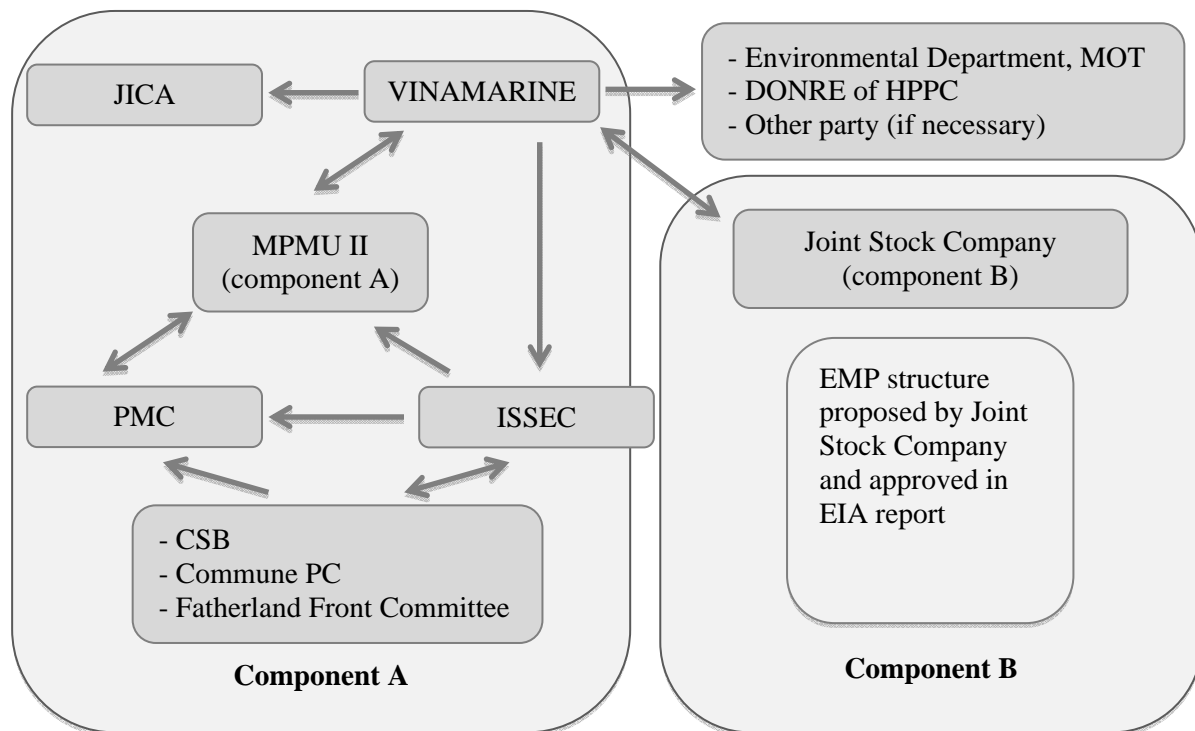 JICA
VINAMARINE
- Environmental Department, MOT
- DONRE of HPPC
- Other party (if necessary)
MPMU II
(component A)
Joint Stock Company
(component B)
PMC
ISSEC
EMP structure
proposed by Joint
Stock Company
and approved in
EIA report
- CSB
- Commune PC
- Fatherland Front Committee
Component A
Component B